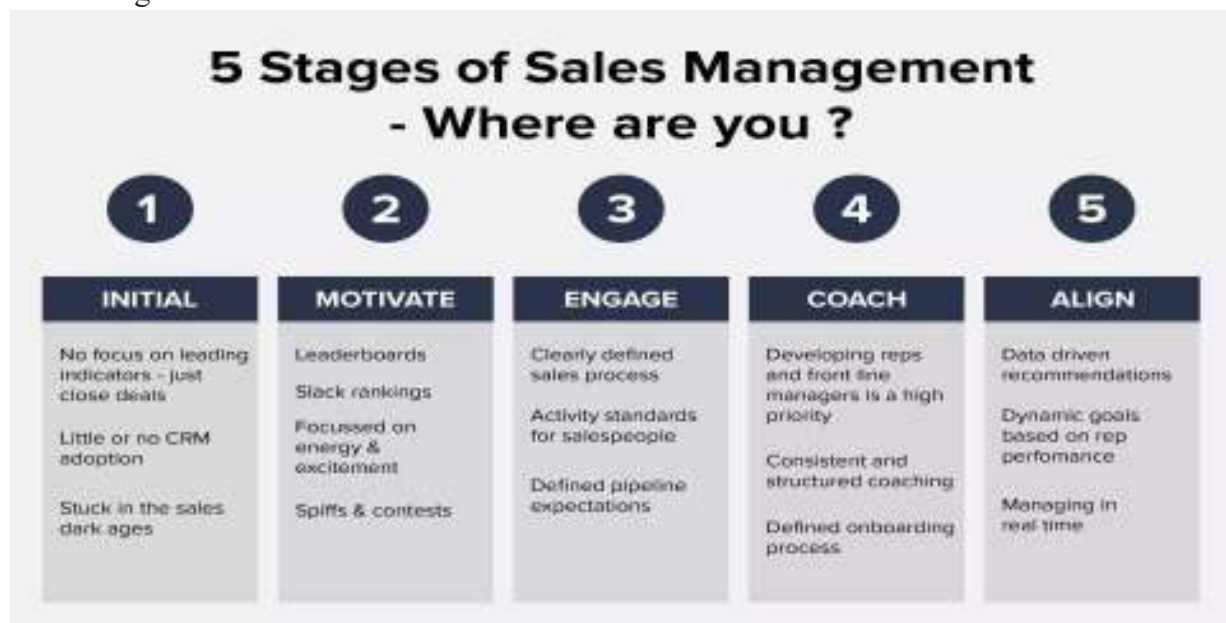 5 Stages of Sales Management
- Where are you ?
1
2
3
4
5
INITIAL
No focus on leading
indicators - just
close deals
Little or no CRM
adoption
Stuck in the sales
dark ages
MOTIVATE
Leaderboards
Slack rankings
Focussed on
energy &
excitement
Spiffs & contests
ENGAGE
Clearly defined
sales process
Activity standards
for salespeople
Defined pipeline
expectations
COACH
Developing reps
and front line
managers is a high
priority
Consistent and
structured coaching
Defined onboarding
process
ALIGN
Data driven
recommendations
Dynamic goals
based on rep
perfomance
Managing in
real time